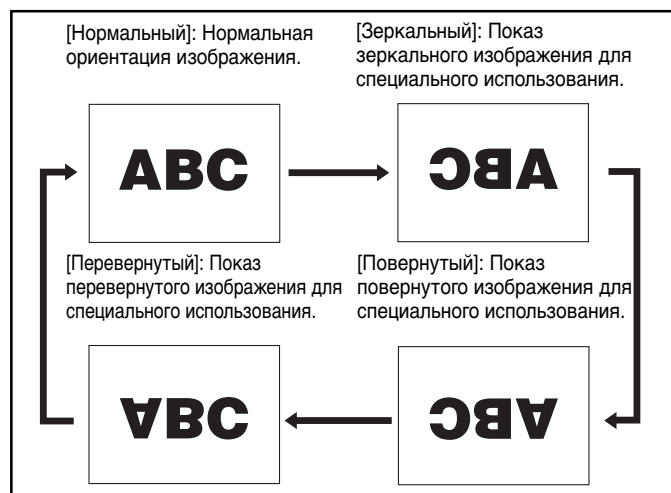 [Нормальный]: Нормальная
ориентация изображения.
[Зеркальный]: Показ
зеркального изображения для
специального использования.
ABC
ABC
[Перевернутый]: Показ
перевернутого изображения для
специального использования.
[Повернутый]: Показ
повернутого изображения для
специального использования.
ABC
ABC